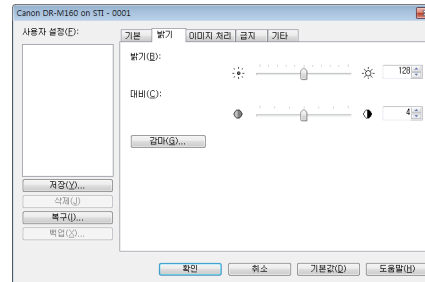 Canon DR-M160 on STI - 0001
사용자 설정(F):
기본 밝기 이미지 처리 급지 기타
밝기(B):
128
대비(C):
4
감마(G)...
저장(Y)...
삭제(J)
복구(I)...
백업(X)...
확인 취소 기본값(D) 도움말(H)